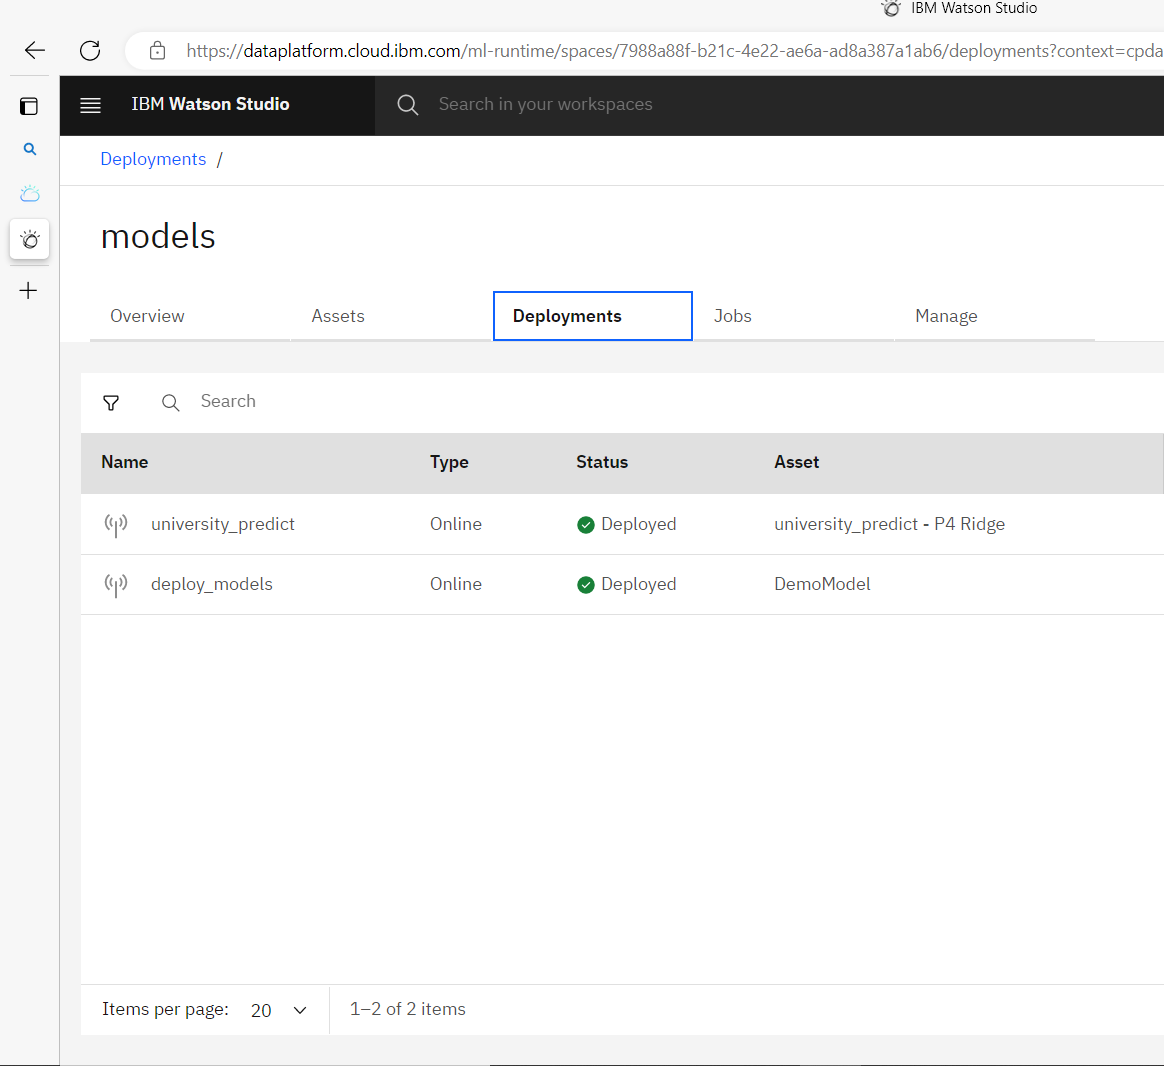 IBM Watson Studio
https://dataplatform.cloud.ibm.com/ml-runtime/spaces/7988a88f-b21c-4e22-ae6a-ad8a387a1ab6/deployments?context=cpda
IBM Watson Studio Search in your workspaces
Deployments /
models
Overview Assets Deployments Jobs Manage
Search
Name Type Status Asset
university_predict Online Deployed university_predict - P4 Ridge
deploy_models Online Deployed DemoModel
Items per page: 20 1–2 of 2 items